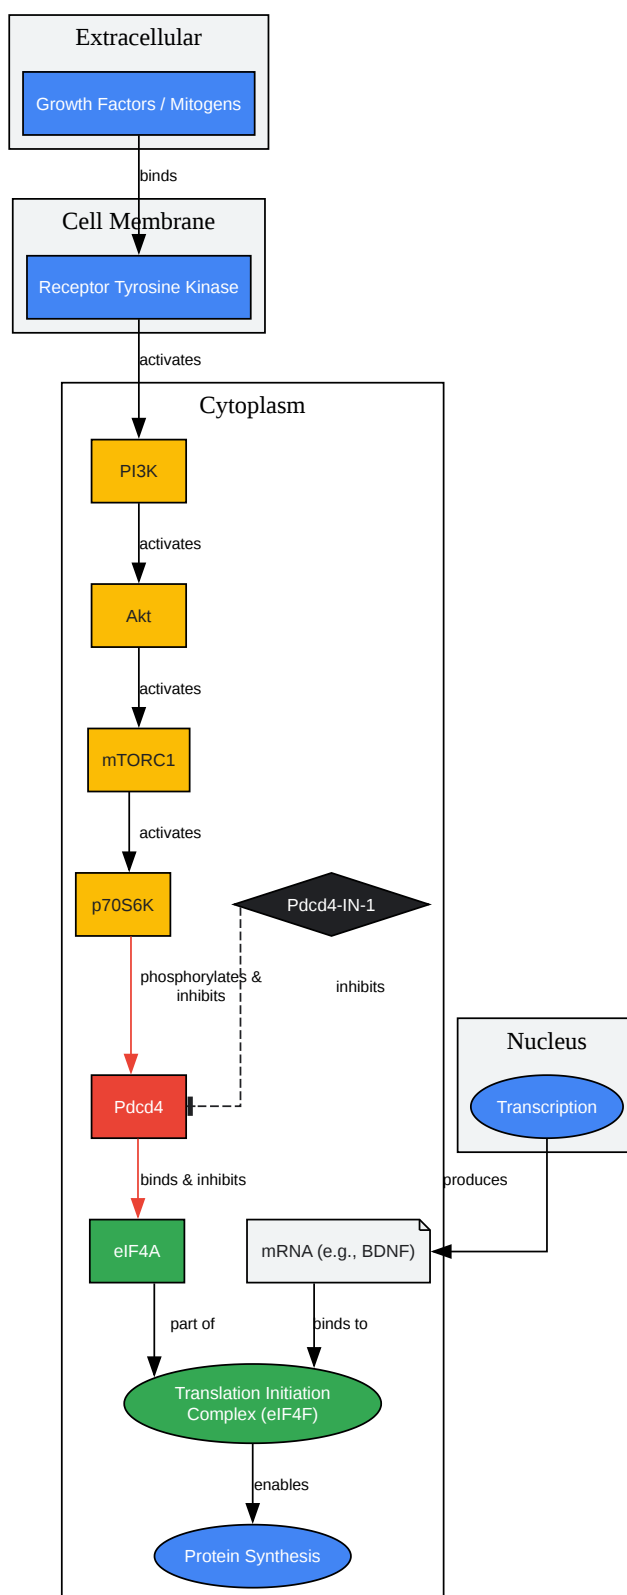 Extracellular
Growth Factors / Mitogens
binds
Cell Membrane
Receptor Tyrosine Kinase
activates
Cytoplasm
PI3K
activates
Akt
activates
mTORC1
activates
p70S6K
Pdcd4-IN-1
phosphorylates &
inhibits
inhibits
Nucleus
Pdcd4
Transcription
binds & inhibits
produces
eIF4A
mRNA (e.g., BDNF)
part of
binds to
Translation Initiation
Complex (eIF4F)
enables
Protein Synthesis